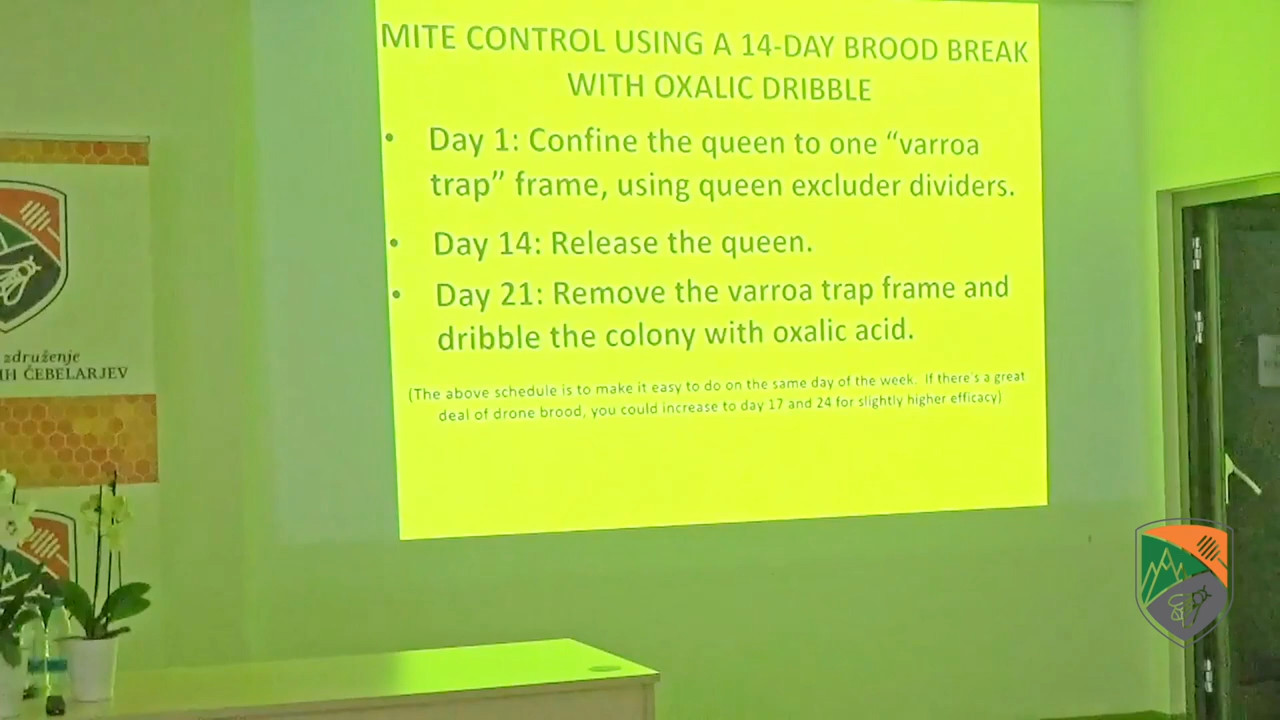 MITE CONTROL USING A 14-DAY BROOD BREAK
WITH OXALIC DRIBBLE
• Day 1: Confine the queen to one “varroa
trap” frame, using queen excluder dividers.
• Day 14: Release the queen.
• Day 21: Remove the varroa trap frame and
dribble the colony with oxalic acid.
(The above schedule is to make it easy to do on the same day of the week. If there's a great
deal of drone brood, you could increase to day 17 and 24 for slightly higher efficacy)
združenje
ČEBELARJEV